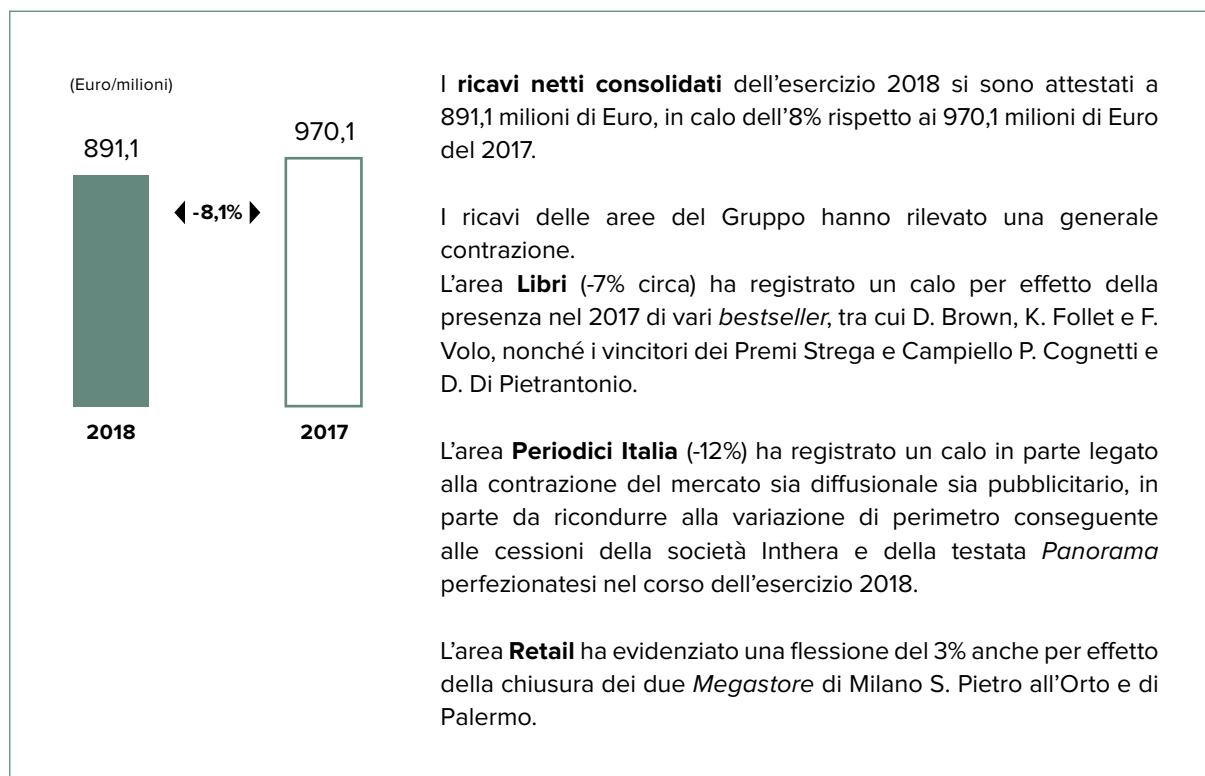 (Euro/milioni)
891,1
970,1
-8,1%
2018
2017
I ricavi netti consolidati dell'esercizio 2018 si sono attestati a
891,1 milioni di Euro, in calo dell'8% rispetto ai 970,1 milioni di Euro
del 2017.
I ricavi delle aree del Gruppo hanno rilevato una generale
contrazione.
L'area Libri (-7% circa) ha registrato un calo per effetto della
presenza nel 2017 di vari bestseller, tra cui D. Brown, K. Follet e F.
Volo, nonché i vincitori dei Premi Strega e Campiello P. Cognetti e
D. Di Pietrantonio.
L'area Periodici Italia (-12%) ha registrato un calo in parte legato
alla contrazione del mercato sia diffusionale sia pubblicitario, in
parte da ricondurre alla variazione di perimetro conseguente
alle cessioni della società Inthera e della testata Panorama
perfezionatesi nel corso dell'esercizio 2018.
L'area Retail ha evidenziato una flessione del 3% anche per effetto
della chiusura dei due Megastore di Milano S. Pietro all'Orto e di
Palermo.